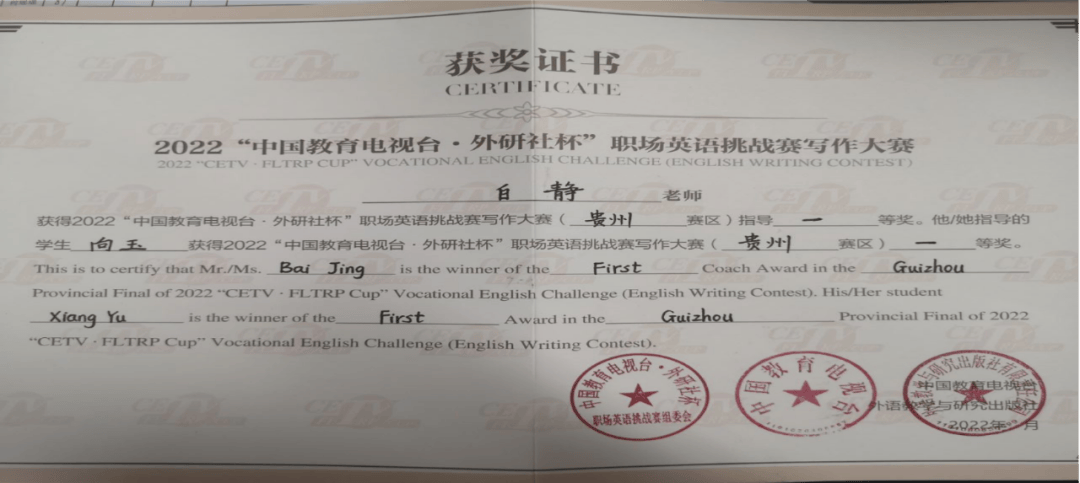 获奖证书
CERTIFICATE
2022“中国教育电视台·外研社杯”职场英语挑战赛写作大赛
2022 “CETV · FLTRP CUP” VOCATIONAL ENGLISH CHALLENGE (ENGLISH WRITING CONTEST)
白 静 老师
获得2022“中国教育电视台·外研社杯”职场英语挑战赛写作大赛（ 贵州 赛区）指导 一 等奖。他/她指导的
学生 向玉 获得2022“中国教育电视台·外研社杯”职场英语挑战赛写作大赛（ 贵州 赛区） 一 等奖。
This is to certify that Mr./Ms. Bai Jing is the winner of the First Coach Award in the Guizhou
Provincial Final of 2022 “CETV · FLTRP Cup” Vocational English Challenge (English Writing Contest). His/Her student
Xiang Yu is the winner of the First Award in the Guizhou Provincial Final of 2022
“CETV · FLTRP Cup” Vocational English Challenge (English Writing Contest).
中国教育电视台·外研社杯
职场英语挑战赛组委会
中国教育电视台
中国教育电视台
外语教学与研究出版社
2022年 月